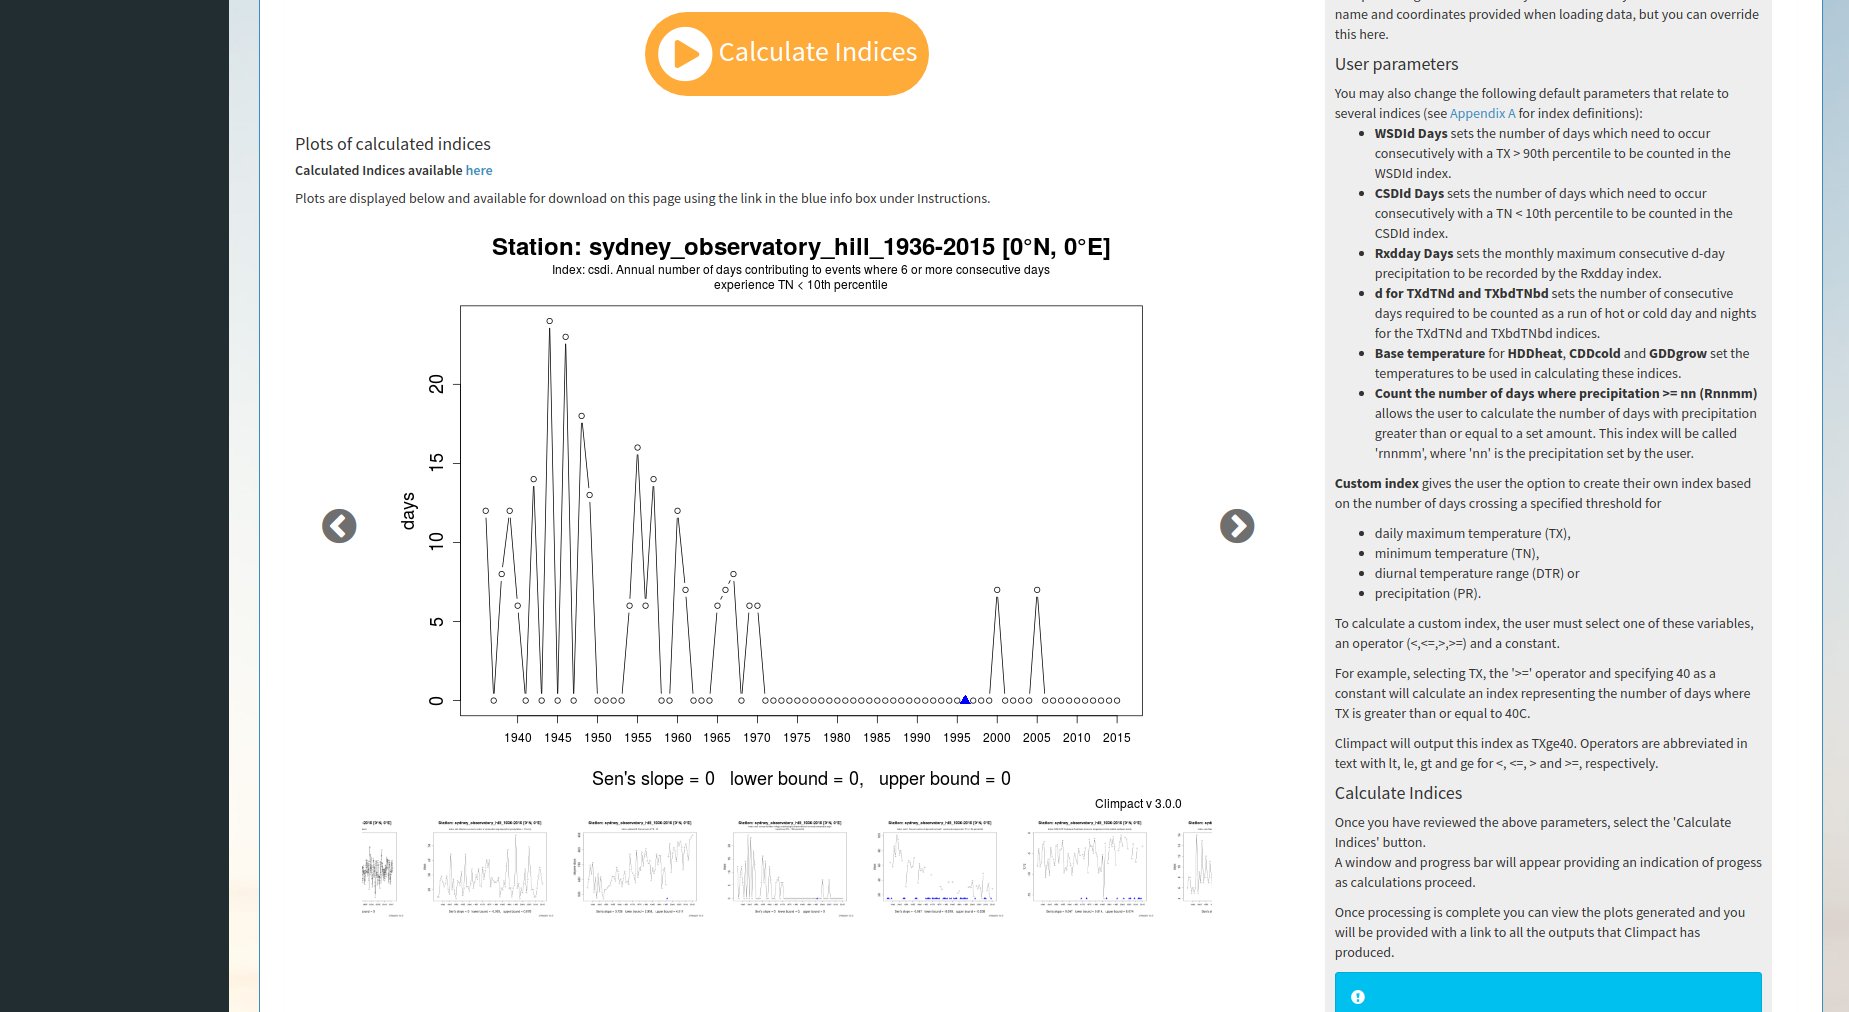 Calculate Indices
Plots of calculated indices
Calculated Indices available here
Plots are displayed below and available for download on this page using the link in the blue info box under Instructions.
Station: sydney_observatory_hill_1936-2015 [0°N, 0°E]
Index: csdi. Annual number of days contributing to events where 6 or more consecutive days
experience TN < 10th percentile
days
20
15
10
5
0
1940 1945 1950 1955 1960 1965 1970 1975 1980 1985 1990 1995 2000 2005 2010 2015
Sen's slope = 0 lower bound = 0, upper bound = 0
Climpact v 3.0.0
name and coordinates provided when loading data, but you can override
this here.
User parameters
You may also change the following default parameters that relate to
several indices (see Appendix A for index definitions):
WSDId Days sets the number of days which need to occur
consecutively with a TX > 90th percentile to be counted in the
WSDId index.
CSDId Days sets the number of days which need to occur
consecutively with a TN < 10th percentile to be counted in the
CSDId index.
Rxdday Days sets the monthly maximum consecutive d-day
precipitation to be recorded by the Rxdday index.
d for TXdTNd and TXbdTNbd sets the number of consecutive
days required to be counted as a run of hot or cold day and nights
for the TXdTNd and TXbdTNbd indices.
Base temperature for HDDheat, CDDcold and GDDgrow set the
temperatures to be used in calculating these indices.
Count the number of days where precipitation >= nn (Rnnmm)
allows the user to calculate the number of days with precipitation
greater than or equal to a set amount. This index will be called
'rnnmm', where 'nn' is the precipitation set by the user.
Custom index gives the user the option to create their own index based
on the number of days crossing a specified threshold for
daily maximum temperature (TX),
minimum temperature (TN),
diurnal temperature range (DTR) or
precipitation (PR).
To calculate a custom index, the user must select one of these variables,
an operator (<,<=,>,>=) and a constant.
For example, selecting TX, the '>=' operator and specifying 40 as a
constant will calculate an index representing the number of days where
TX is greater than or equal to 40C.
Climpact will output this index as TXge40. Operators are abbreviated in
text with lt, le, gt and ge for <, <=, > and >=, respectively.
Calculate Indices
Once you have reviewed the above parameters, select the 'Calculate
Indices' button.
A window and progress bar will appear providing an indication of progess
as calculations proceed.
Once processing is complete you can view the plots generated and you
will be provided with a link to all the outputs that Climpact has
produced.